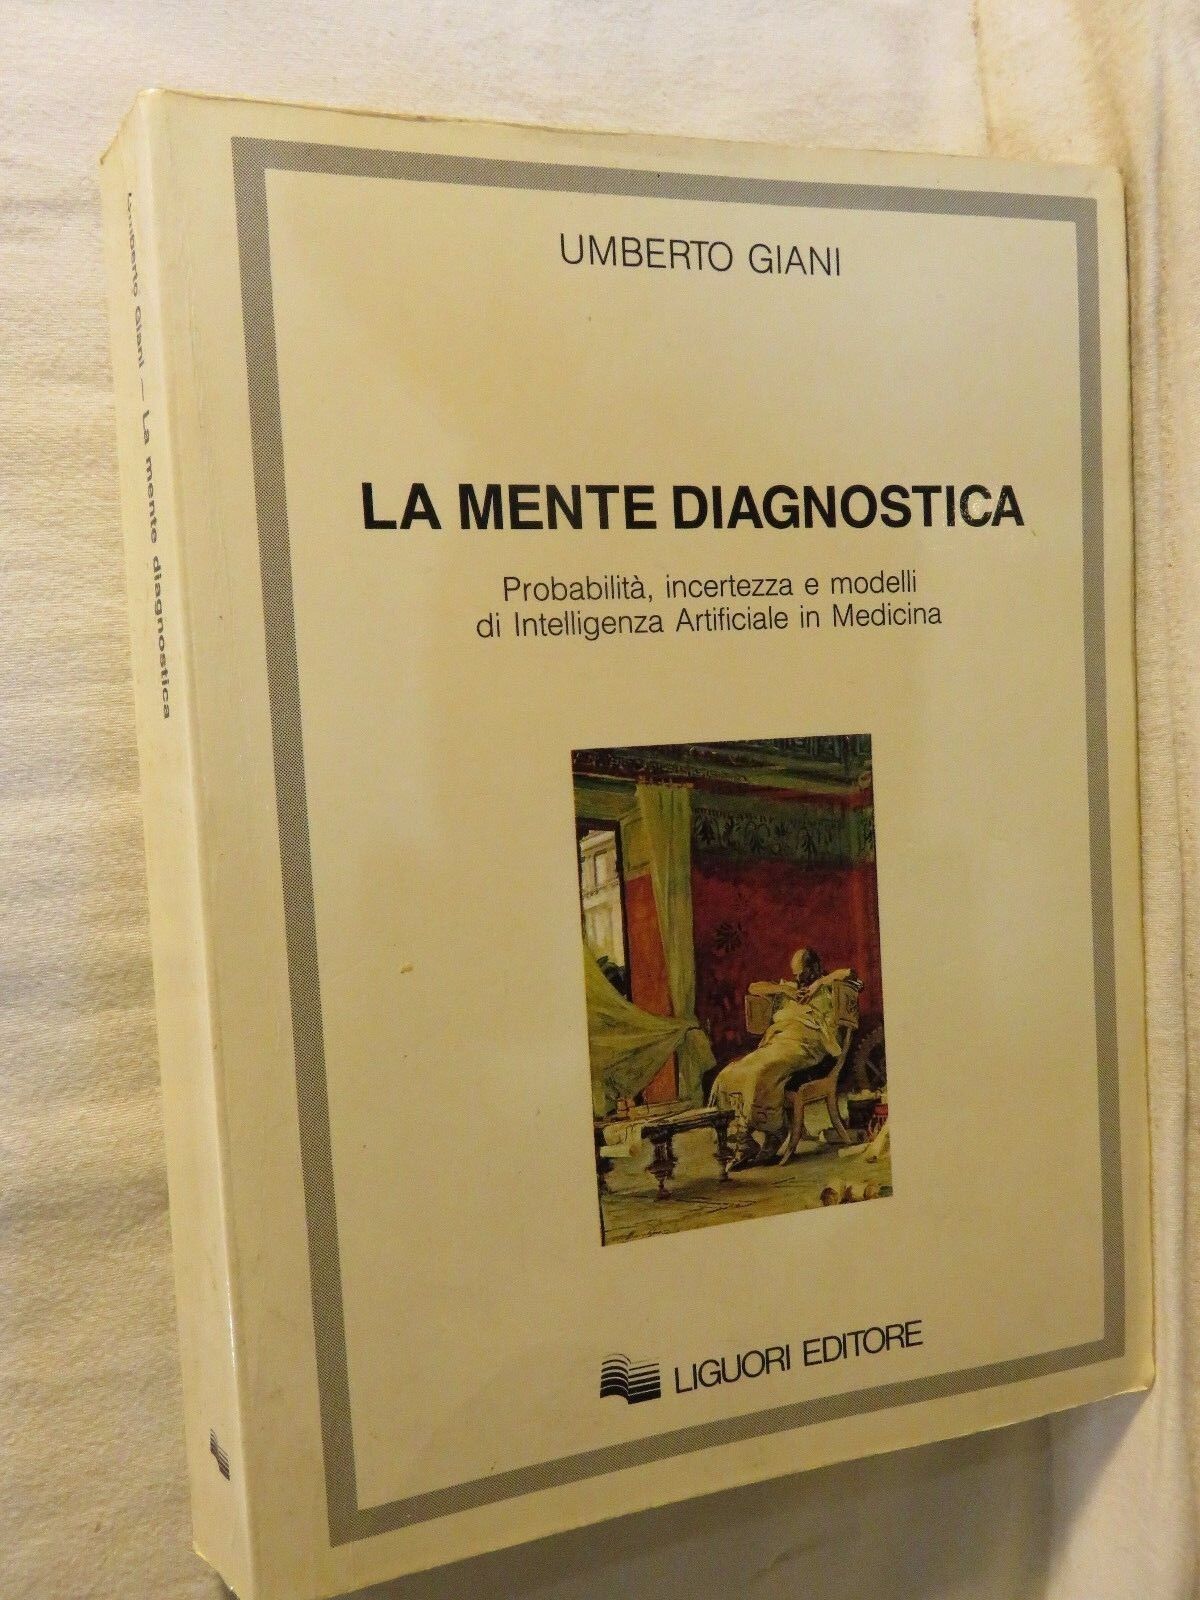 UMBERTO GIANI
LA MENTE DIAGNOSTICA
Probabilità, incertezza e modelli
di Intelligenza Artificiale in Medicina
LIGUORI EDITORE
Umberto Giani — La mente diagnostica